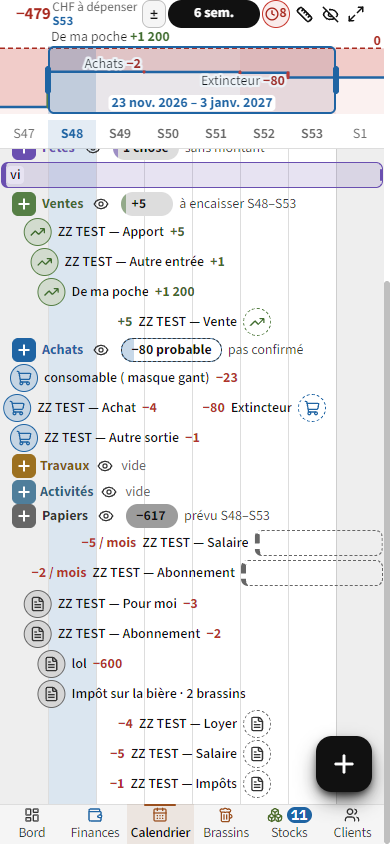 −479 CHF à dépenser
S53
± 6 sem. 8
De ma poche +1 200
0
Achats −2
Extincteur −80
23 nov. 2026 – 3 janv. 2027
S47 S48 S49 S50 S51 S52 S53 S1
1 chose sans montant
vi
Ventes +5 à encaisser S48–S53
ZZ TEST — Apport +5
ZZ TEST — Autre entrée +1
De ma poche +1 200
+5 ZZ TEST — Vente
Achats −80 probable pas confirmé
consomable ( masque gant) −23
ZZ TEST — Achat −4 −80 Extincteur
ZZ TEST — Autre sortie −1
Travaux vide
Activités vide
Papiers −617 prévu S48–S53
−5 / mois ZZ TEST — Salaire
−2 / mois ZZ TEST — Abonnement
ZZ TEST — Pour moi −3
ZZ TEST — Abonnement −2
lol −600
Impôt sur la bière · 2 brassins
−4 ZZ TEST — Loyer
−5 ZZ TEST — Salaire
−1 ZZ TEST — Impôts
Bord Finances Calendrier Brassins Stocks 11 Clients